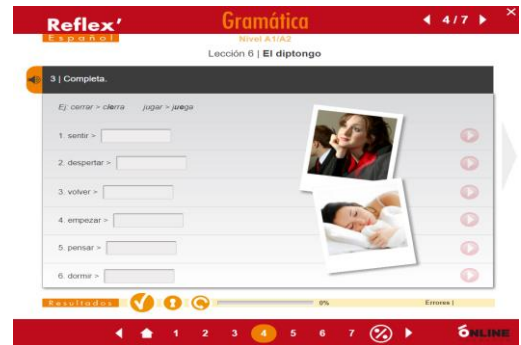 Reflex’ Gramática 4 / 7 ×
Español Nivel A1/A2
Lección 6 | El diptongo
3 | Completa.
Ej: cerrar > cierra jugar > juega
1. sentir >
2. despertar >
3. volver >
4. empezar >
5. pensar >
6. dormir >
Resultados 0% Errores |
1 2 3 4 5 6 7 % 6NLINE